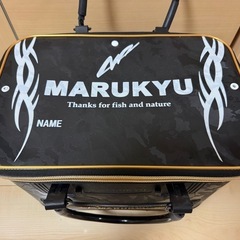 MARUKYU
Thanks for fish and nature
NAME